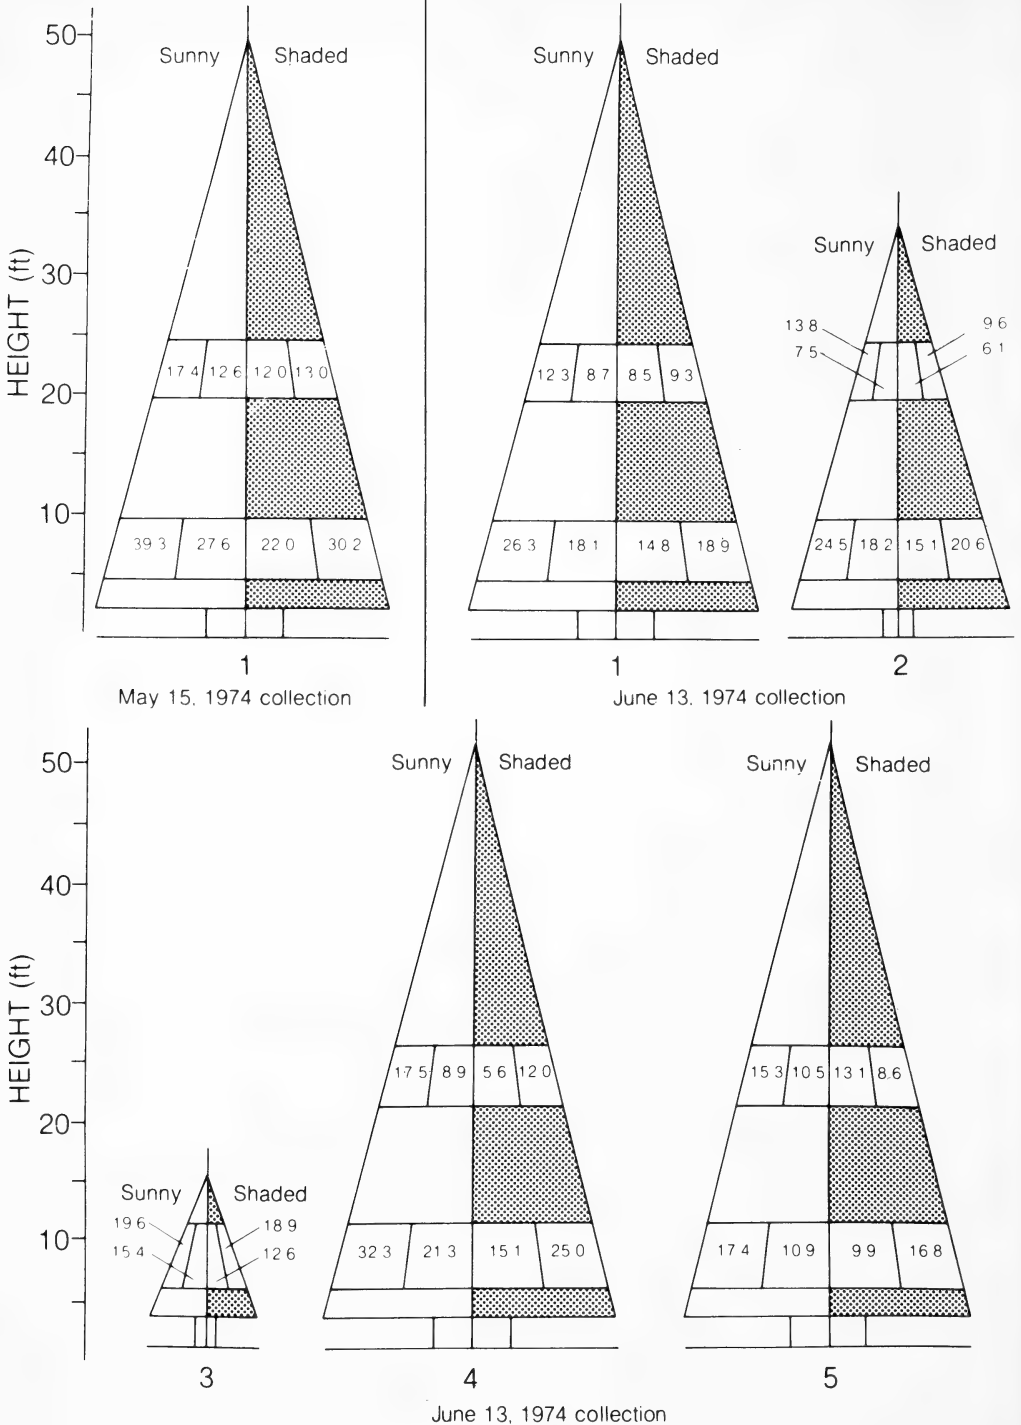 50
Sunny Shaded
Sunny Shaded
40
Sunny Shaded
HEIGHT (ft)
30
13.8
9.6
7.5
6.1
17.4 12.6 12.0 13.0
12.3 8.7 8.5 9.3
20
10
39.3 27.6 22.0 30.2
26.3 18.1 14.8 18.9
24.5 18.2 15.1 20.6
1
1
2
May 15, 1974 collection
June 13, 1974 collection
50
Sunny Shaded
Sunny Shaded
40
HEIGHT (ft)
30
17.5 8.9 5.6 12.0
15.3 10.5 13.1 8.6
20
Sunny Shaded
19.6
18.9
15.4
12.6
10
32.3 21.3 15.1 25.0
17.4 10.9 9.9 16.8
3
4
5
June 13, 1974 collection